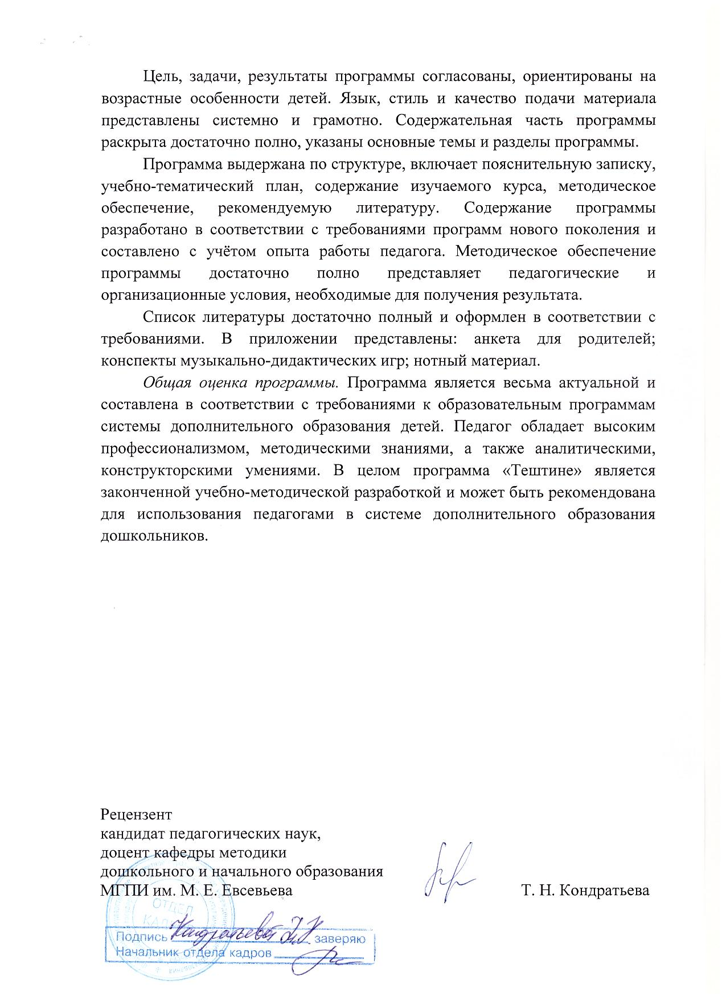 Цель, задачи, результаты программы согласованы, ориентированы на
возрастные особенности детей. Язык, стиль и качество подачи материала
представлены системно и грамотно. Содержательная часть программы
раскрыта достаточно полно, указаны основные темы и разделы программы.
Программа выдержана по структуре, включает пояснительную записку,
учебно-тематический план, содержание изучаемого курса, методическое
обеспечение, рекомендуемую литературу. Содержание программы
разработано в соответствии с требованиями программ нового поколения и
составлено с учётом опыта работы педагога. Методическое обеспечение
программы достаточно полно представляет педагогические и
организационные условия, необходимые для получения результата.
Список литературы достаточно полный и оформлен в соответствии с
требованиями. В приложении представлены: анкета для родителей;
конспекты музыкально-дидактических игр; нотный материал.
Общая оценка программы. Программа является весьма актуальной и
составлена в соответствии с требованиями к образовательным программам
системы дополнительного образования детей. Педагог обладает высоким
профессионализмом, методическими знаниями, а также аналитическими,
конструкторскими умениями. В целом программа «Тештине» является
законченной учебно-методической разработкой и может быть рекомендована
для использования педагогами в системе дополнительного образования
дошкольников.
Рецензент
кандидат педагогических наук,
доцент кафедры методики
дошкольного и начального образования
МГПИ им. М. Е. Евсевьева Т. Н. Кондратьева
ОТДЕЛ
КАДРОВ
Подпись Кондратьевой Т.Н. заверяю
Начальник отдела кадров